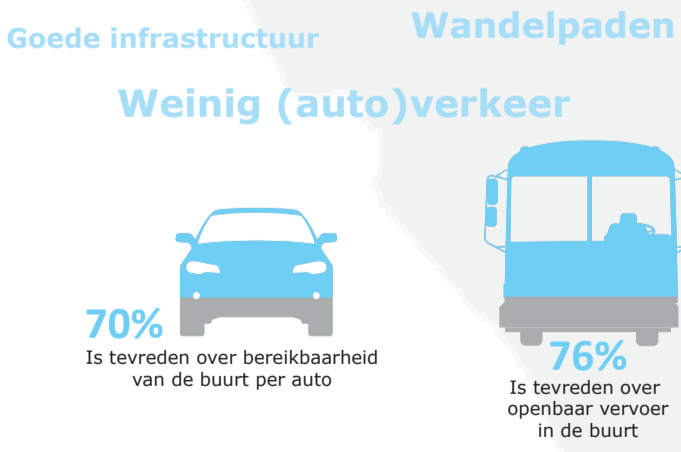 Goede infrastructuur
Wandelpaden
Weinig (auto)verkeer
70%
Is tevreden over bereikbaarheid
van de buurt per auto
76%
Is tevreden over
openbaar vervoer
in de buurt